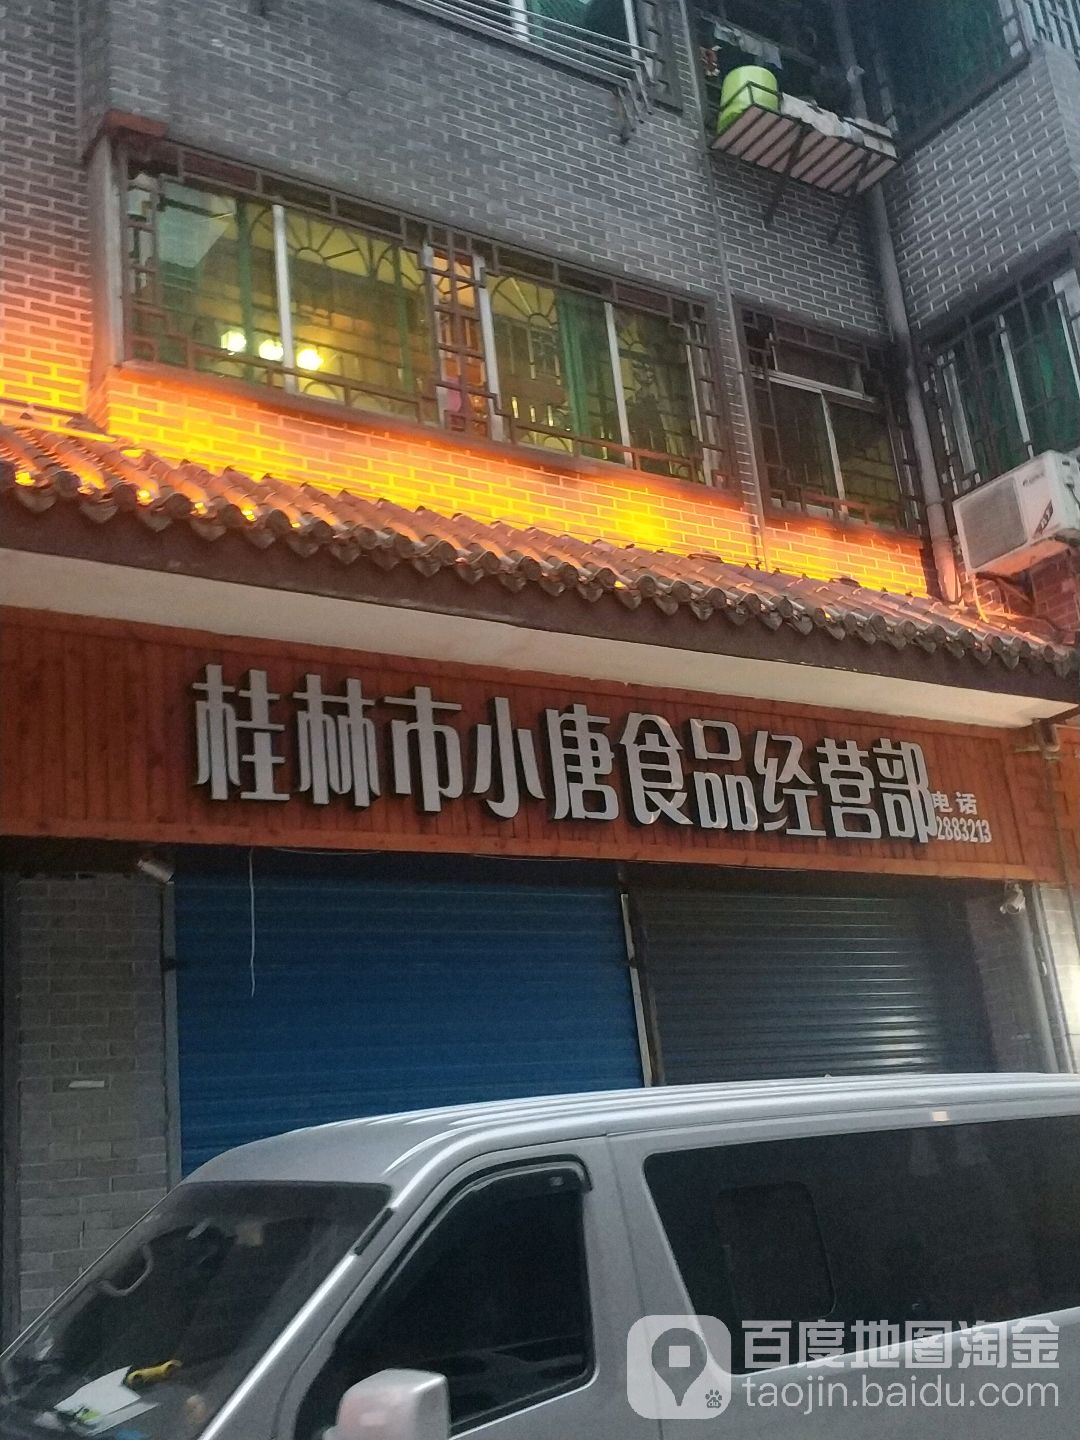 桂林市小唐食品经营部
电话
2883213
百度地图淘金
taojin.baidu.com